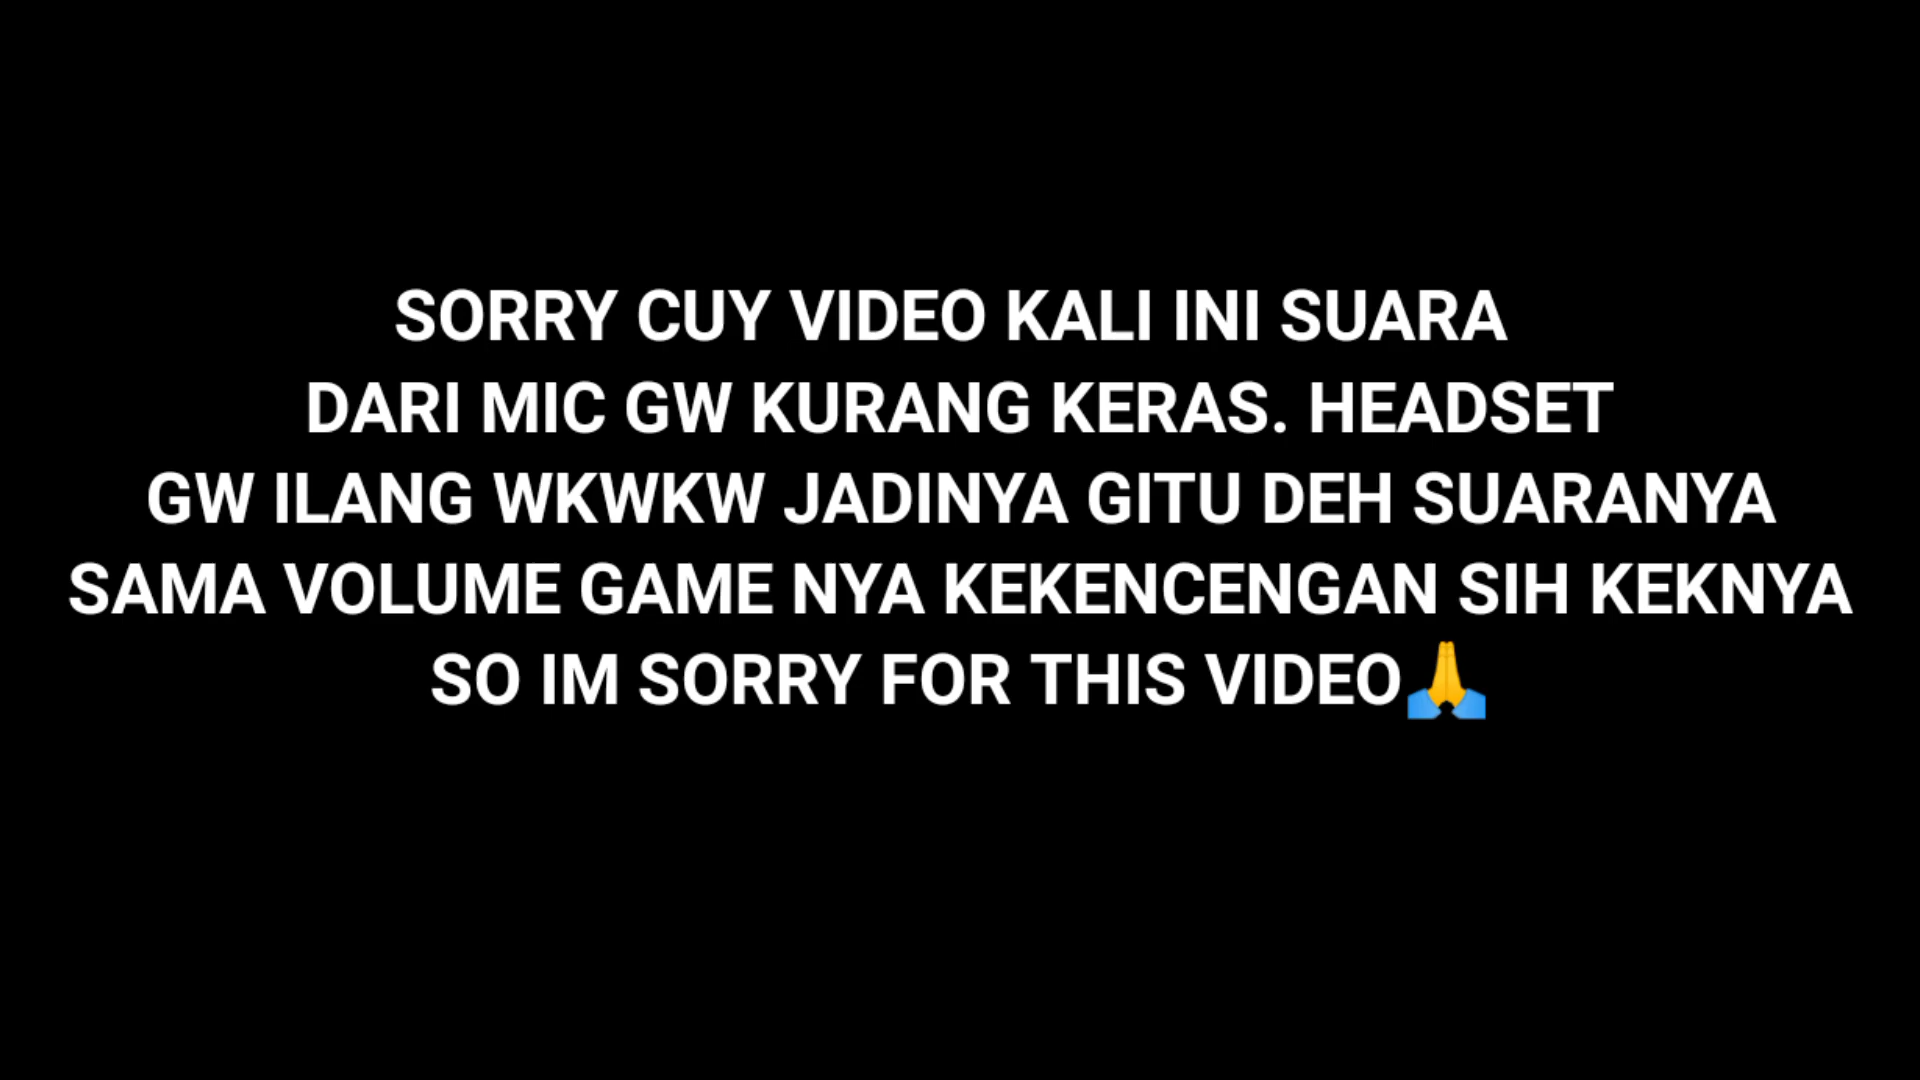 SORRY CUY VIDEO KALI INI SUARA
DARI MIC GW KURANG KERAS. HEADSET
GW ILANG WKWKW JADINYA GITU DEH SUARANYA
SAMA VOLUME GAME NYA KEKENCENGAN SIH KEKNYA
SO IM SORRY FOR THIS VIDEO🙏